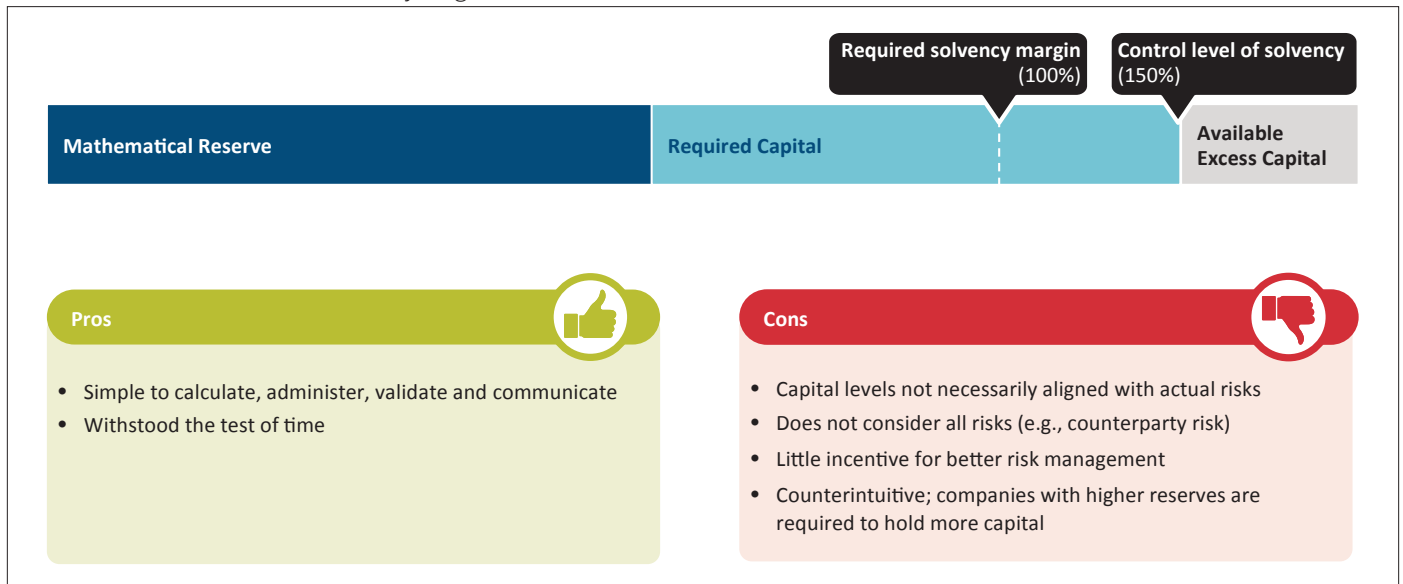 Required solvency margin
(100%)
Control level of solvency
(150%)
Mathematical Reserve
Required Capital
Available
Excess Capital
Pros
• Simple to calculate, administer, validate and communicate
• Withstood the test of time
Cons
• Capital levels not necessarily aligned with actual risks
• Does not consider all risks (e.g., counterparty risk)
• Little incentive for better risk management
• Counterintuitive; companies with higher reserves are
required to hold more capital